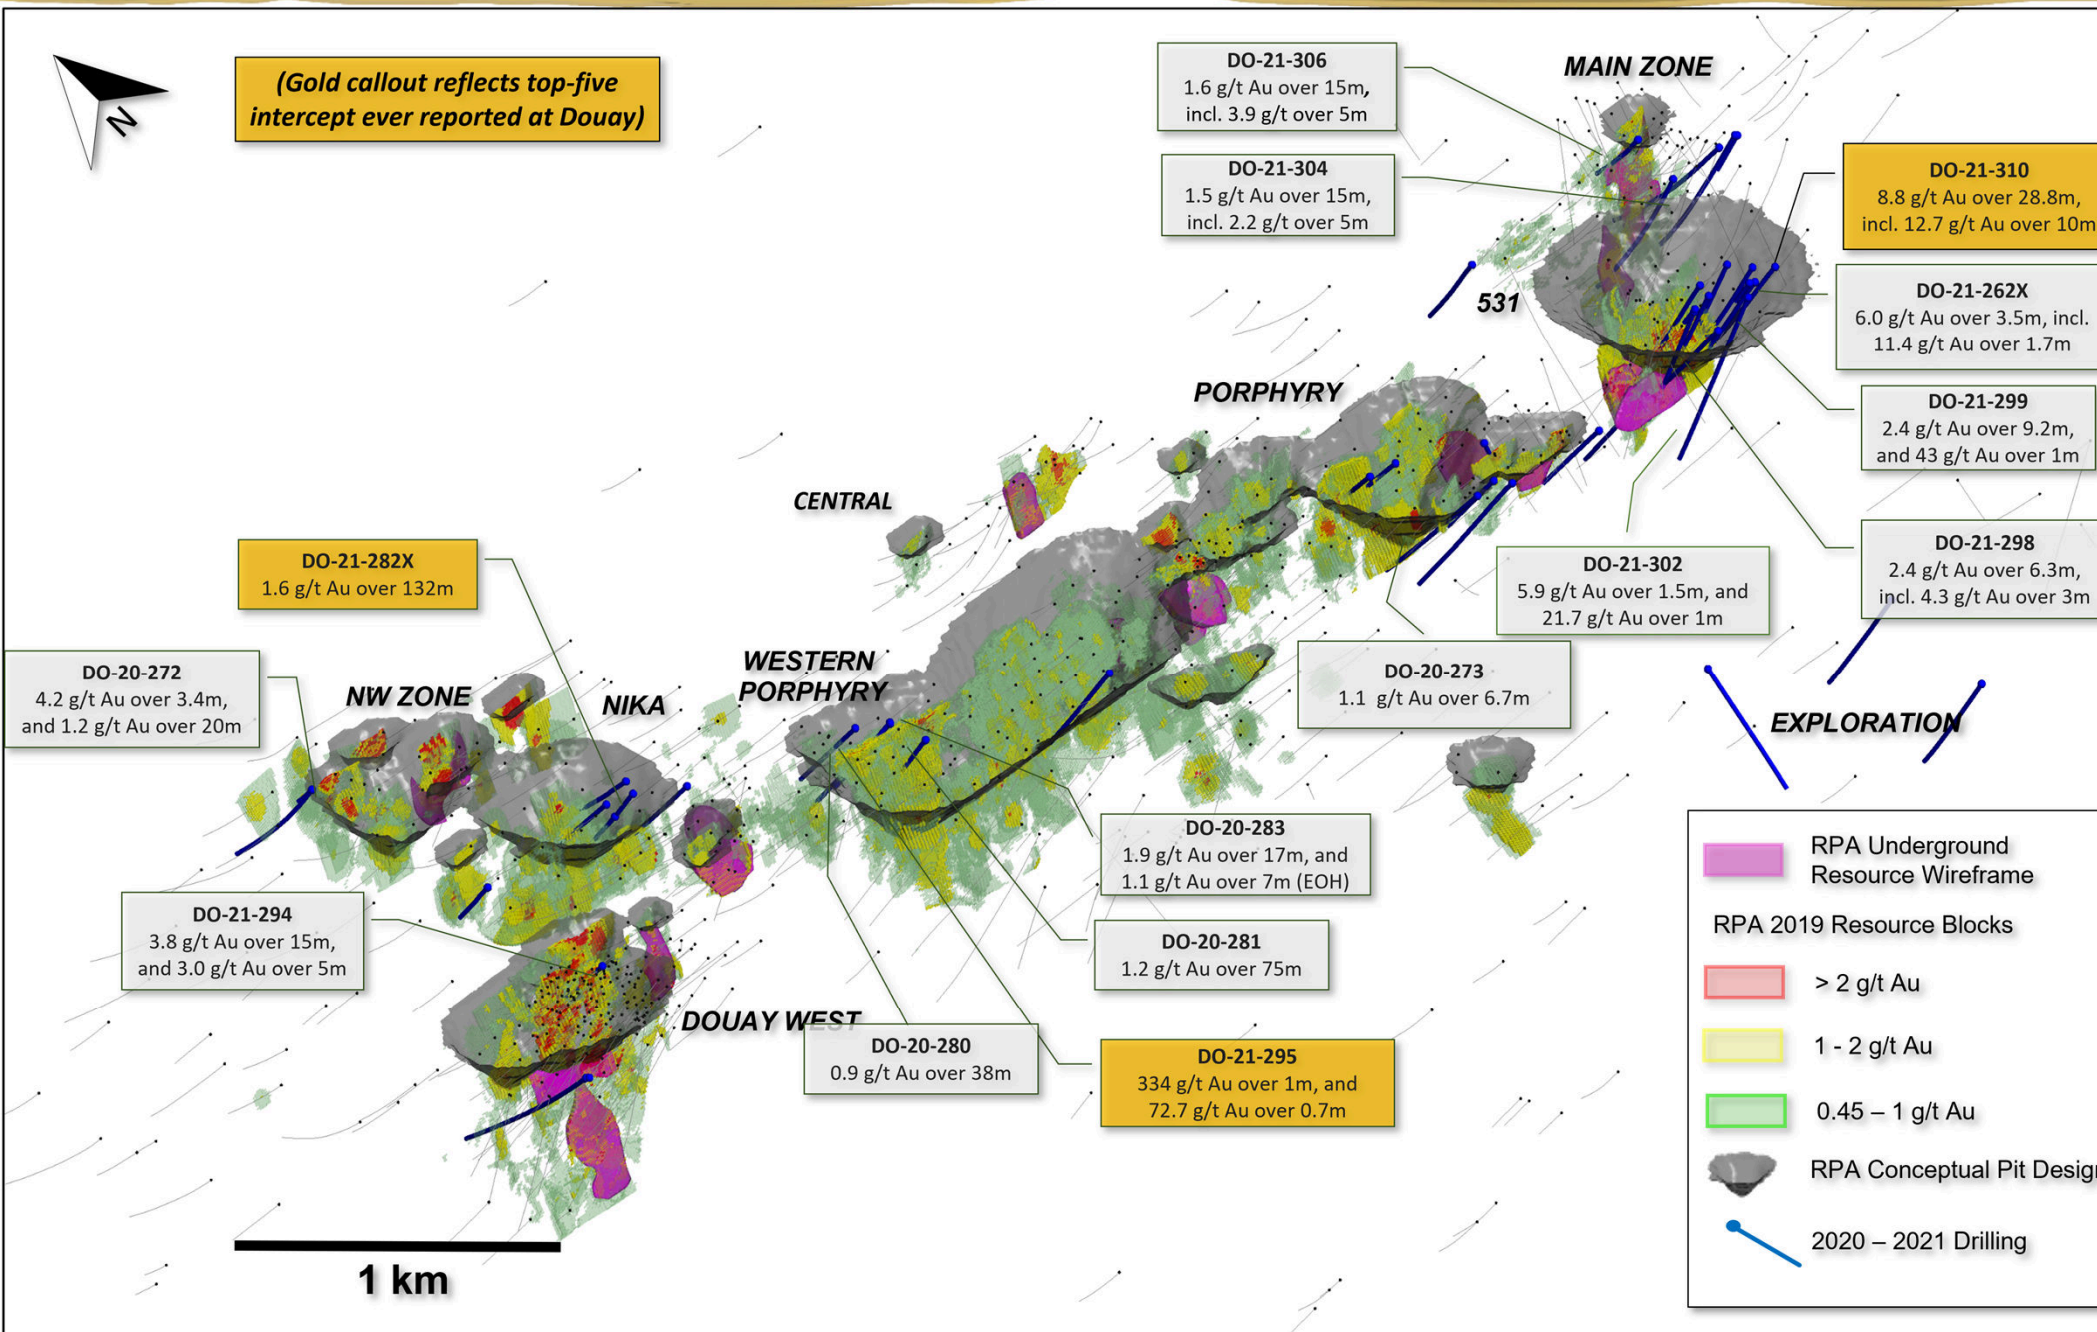 N
(Gold callout reflects top-five
intercept ever reported at Douay)
DO-21-306
1.6 g/t Au over 15m,
incl. 3.9 g/t over 5m
MAIN ZONE
DO-21-304
1.5 g/t Au over 15m,
incl. 2.2 g/t over 5m
DO-21-310
8.8 g/t Au over 28.8m,
incl. 12.7 g/t Au over 10m
531
DO-21-262X
6.0 g/t Au over 3.5m, incl.
11.4 g/t Au over 1.7m
PORPHYRY
DO-21-299
2.4 g/t Au over 9.2m,
and 43 g/t Au over 1m
CENTRAL
DO-21-298
2.4 g/t Au over 6.3m,
incl. 4.3 g/t Au over 3m
DO-21-302
5.9 g/t Au over 1.5m, and
21.7 g/t Au over 1m
DO-21-282X
1.6 g/t Au over 132m
DO-20-273
1.1 g/t Au over 6.7m
DO-20-272
4.2 g/t Au over 3.4m,
and 1.2 g/t Au over 20m
NW ZONE
NIKA
WESTERN
PORPHYRY
EXPLORATION
DO-20-283
1.9 g/t Au over 17m, and
1.1 g/t Au over 7m (EOH)
DO-21-294
3.8 g/t Au over 15m,
and 3.0 g/t Au over 5m
DO-20-281
1.2 g/t Au over 75m
DOUAY WEST
DO-20-280
0.9 g/t Au over 38m
DO-21-295
334 g/t Au over 1m, and
72.7 g/t Au over 0.7m
1 km
RPA Underground
Resource Wireframe
RPA 2019 Resource Blocks
> 2 g/t Au
1 - 2 g/t Au
0.45 – 1 g/t Au
RPA Conceptual Pit Design
2020 – 2021 Drilling